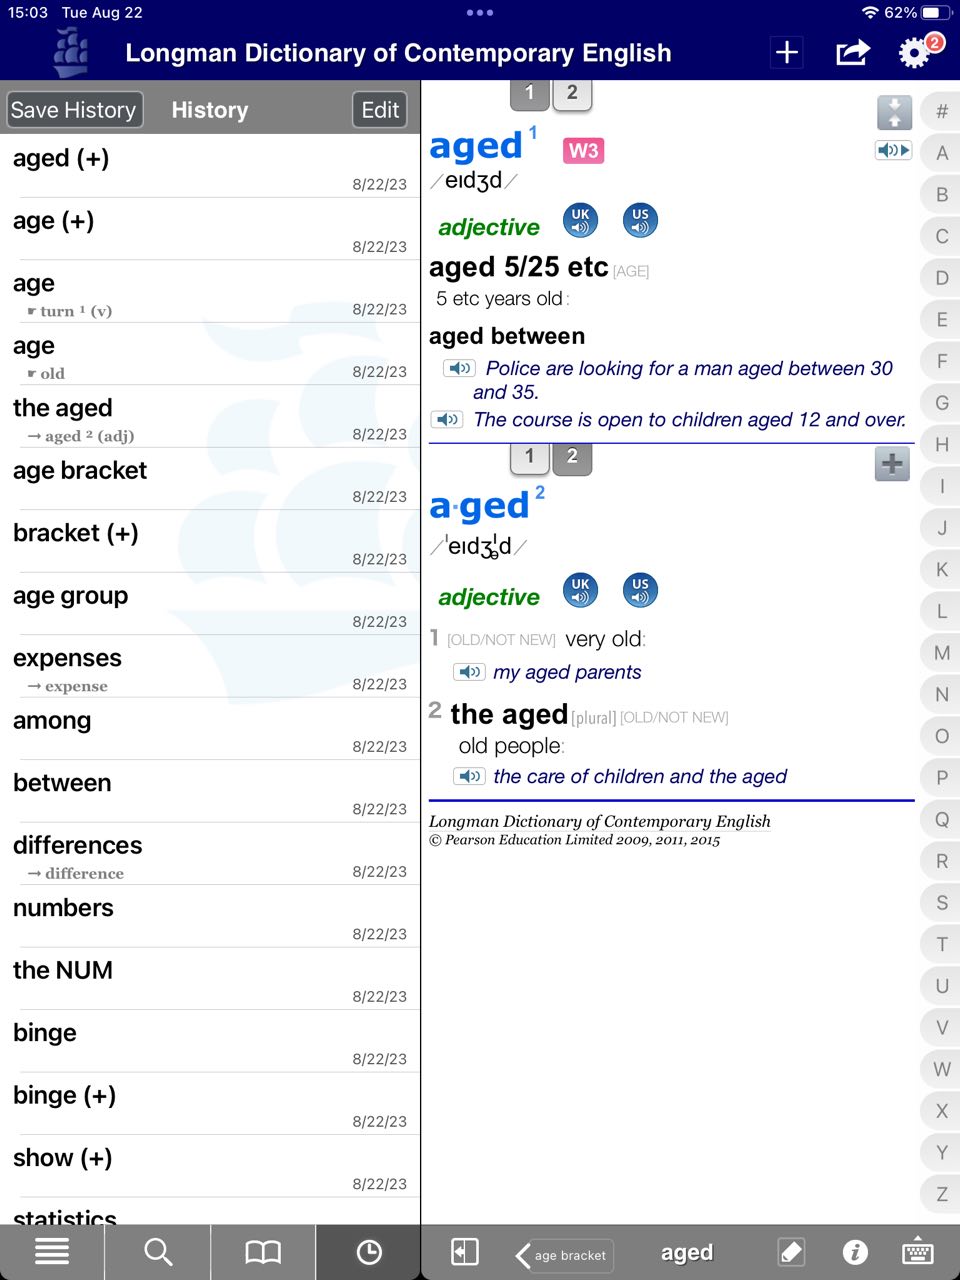 15:03 Tue Aug 22
62%
Longman Dictionary of Contemporary English
2
Save History
History
Edit
aged (+)
8/22/23
age (+)
8/22/23
age
☛ turn ¹ (v)
8/22/23
age
☛ old
8/22/23
the aged
→ aged ² (adj)
8/22/23
age bracket
8/22/23
bracket (+)
8/22/23
age group
8/22/23
expenses
→ expense
8/22/23
among
8/22/23
between
8/22/23
differences
→ difference
8/22/23
numbers
8/22/23
the NUM
8/22/23
binge
8/22/23
binge (+)
8/22/23
show (+)
8/22/23
statistics
1 2
aged ¹ W3
/eɪdʒd/
adjective UK US
aged 5/25 etc [AGE]
5 etc years old:
aged between
Police are looking for a man aged between 30
and 35.
The course is open to children aged 12 and over.
1 2
a·ged ²
/ˈeɪdʒɪ̵d/
adjective UK US
1 [OLD/NOT NEW] very old:
my aged parents
2 the aged [plural] [OLD/NOT NEW]
old people:
the care of children and the aged
Longman Dictionary of Contemporary English
© Pearson Education Limited 2009, 2011, 2015
#
A
B
C
D
E
F
G
H
I
J
K
L
M
N
O
P
Q
R
S
T
U
V
W
X
Y
Z
age bracket
aged